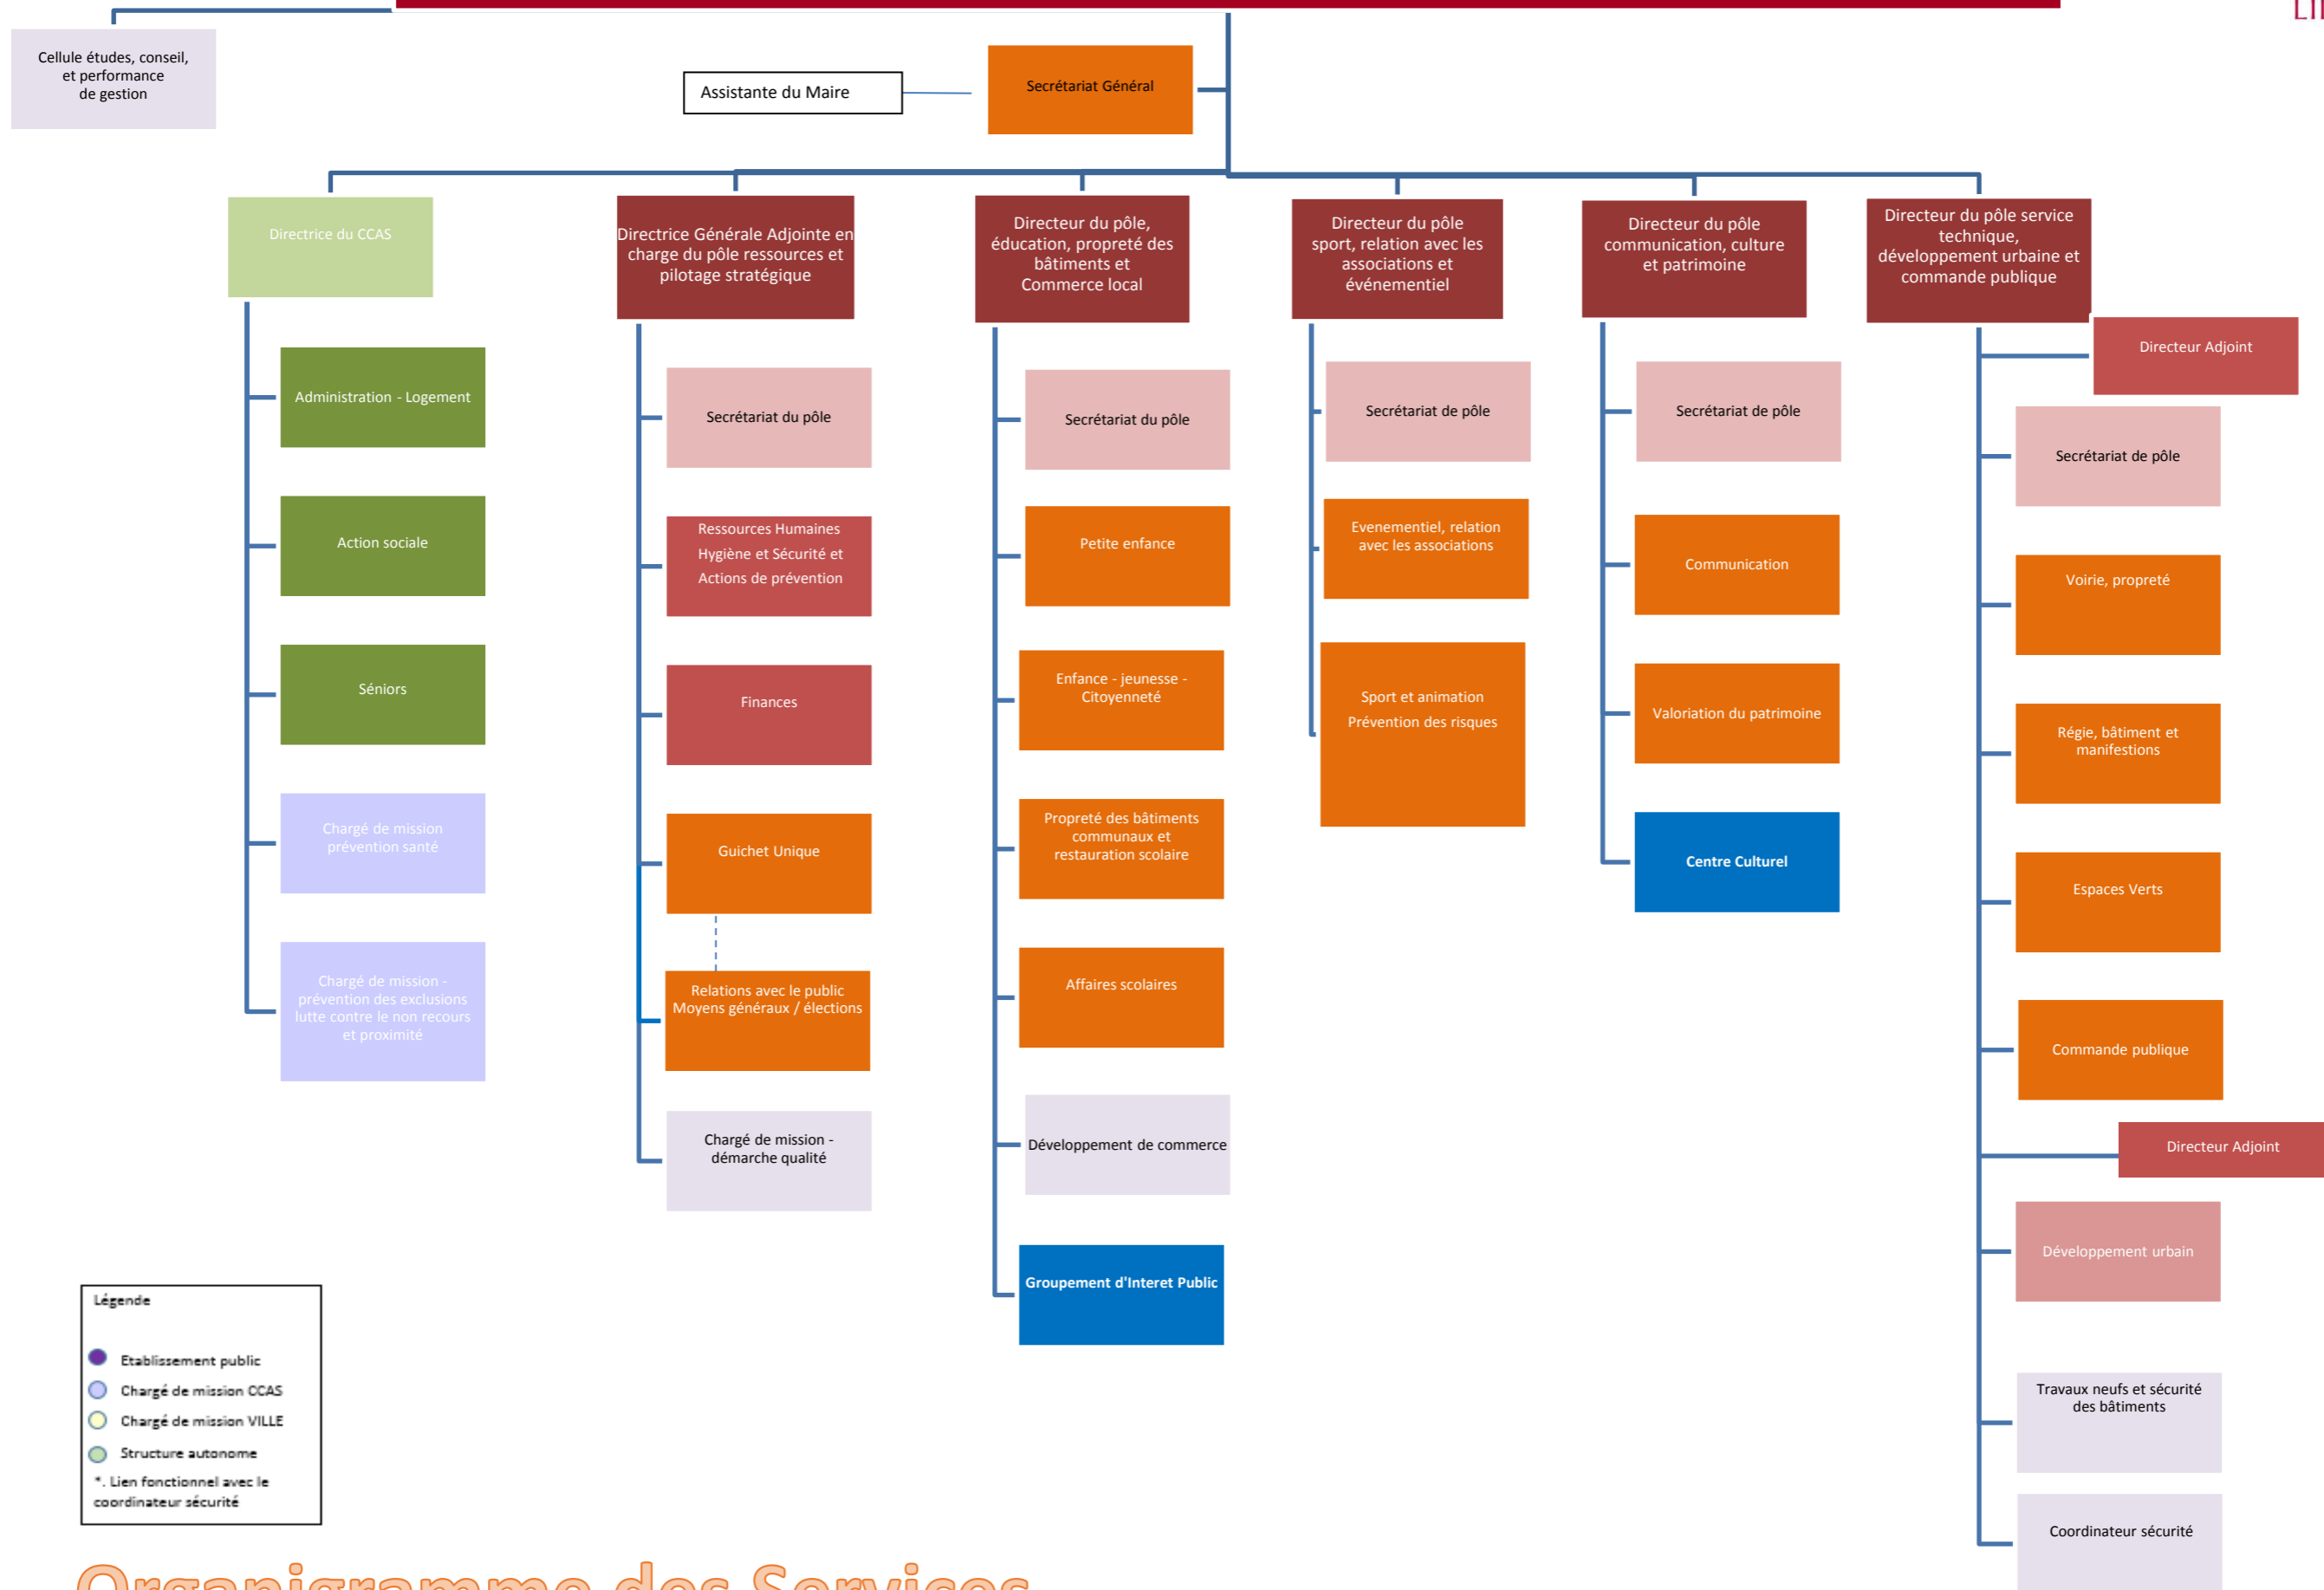 Cellule études, conseil,
et performance
de gestion
Assistante du Maire
Secrétariat Général
Directrice du CCAS
Administration - Logement
Action sociale
Séniors
Chargé de mission
prévention santé
Chargé de mission -
prévention des exclusions
lutte contre le non recours
et proximité
Directrice Générale Adjointe en
charge du pôle ressources et
pilotage stratégique
Secrétariat du pôle
Ressources Humaines
Hygiène et Sécurité et
Actions de prévention
Finances
Guichet Unique
Relations avec le public
Moyens généraux / élections
Chargé de mission -
démarche qualité
Directeur du pôle,
éducation, propreté des
bâtiments et
Commerce local
Secrétariat du pôle
Petite enfance
Enfance - jeunesse -
Citoyenneté
Propreté des bâtiments
communaux et
restauration scolaire
Affaires scolaires
Développement de commerce
Groupement d'Interet Public
Directeur du pôle
sport, relation avec les
associations et
événementiel
Secrétariat de pôle
Evenementiel, relation
avec les associations
Sport et animation
Prévention des risques
Directeur du pôle
communication, culture
et patrimoine
Secrétariat de pôle
Communication
Valoriation du patrimoine
Centre Culturel
Directeur du pôle service
technique,
développement urbaine et
commande publique
Directeur Adjoint
Secrétariat de pôle
Voirie, propreté
Régie, bâtiment et
manifestions
Espaces Verts
Commande publique
Directeur Adjoint
Développement urbain
Travaux neufs et sécurité
des bâtiments
Coordinateur sécurité
Légende
Etablissement public
Chargé de mission CCAS
Chargé de mission VILLE
Structure autonome
*. Lien fonctionnel avec le
coordinateur sécurité
Organigramme des Services